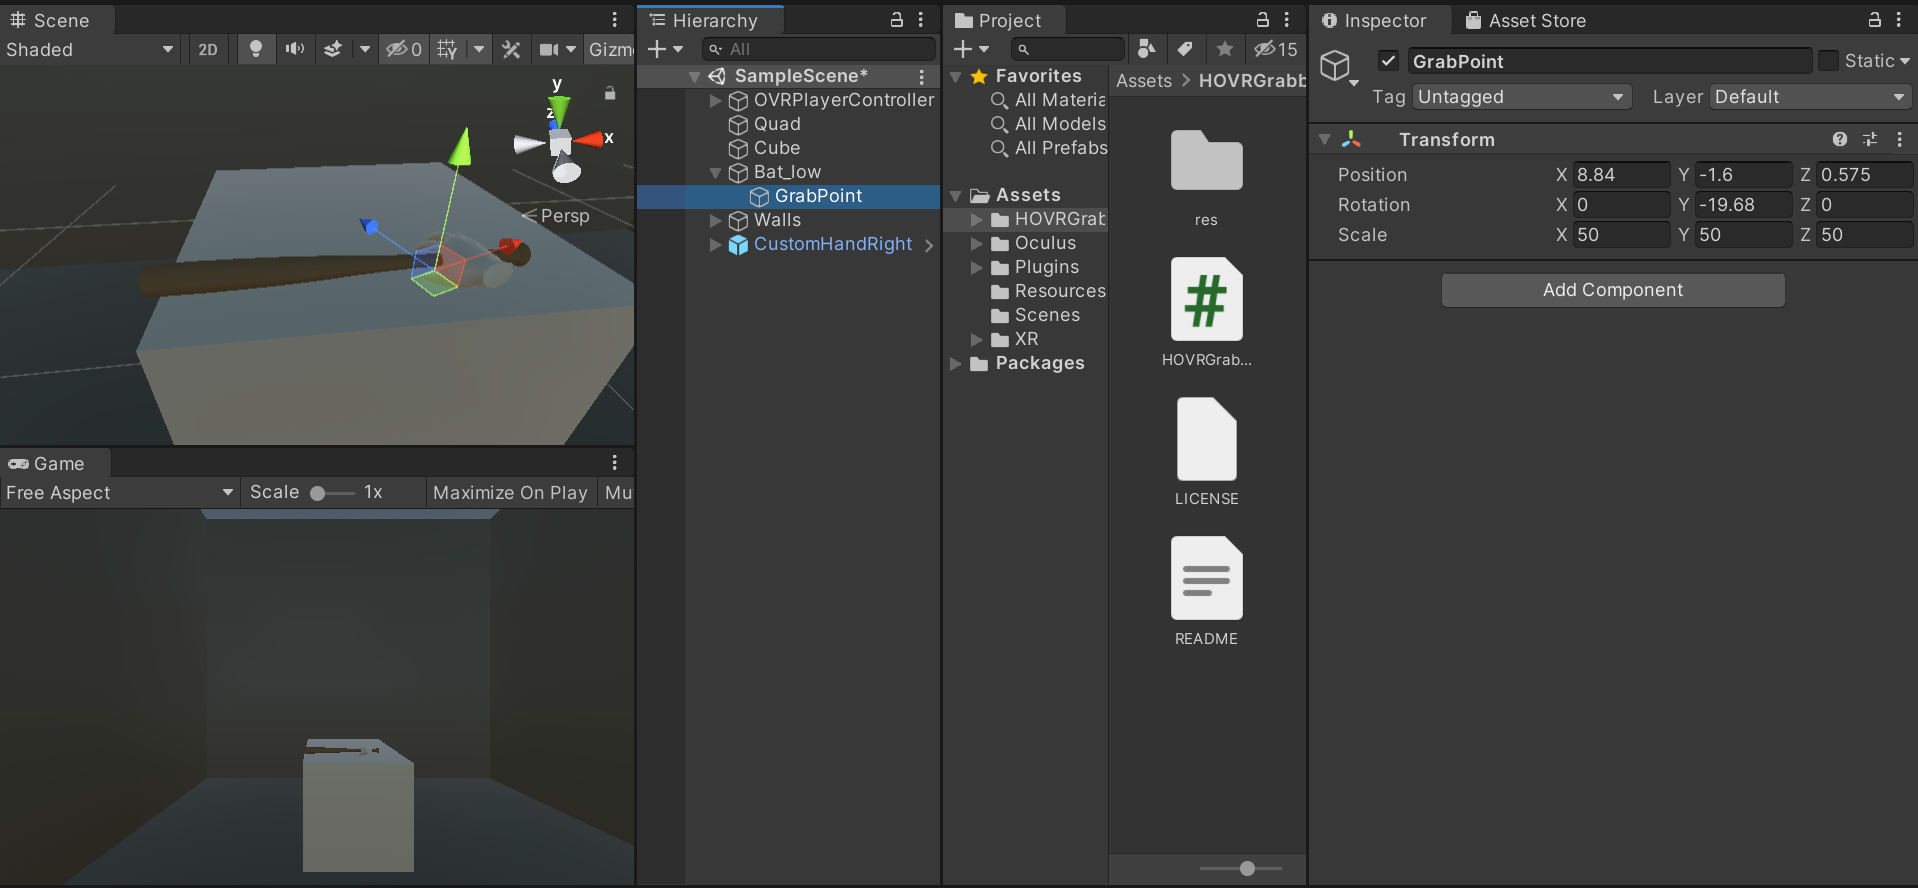 Scene
Shaded
2D
0
Gizm
y
z
x
Persp
Game
Free Aspect
Scale
1x
Maximize On Play
Mu
Hierarchy
All
SampleScene*
OVRPlayerController
Quad
Cube
Bat_low
GrabPoint
Walls
CustomHandRight
Project
15
Favorites
All Materia
All Models
All Prefabs
Assets
HOVRGrab
Oculus
Plugins
Resources
Scenes
XR
Packages
Assets > HOVRGrabb
res
HOVRGrab...
LICENSE
README
Inspector
Asset Store
GrabPoint
Static
Tag Untagged
Layer Default
Transform
Position X 8.84 Y -1.6 Z 0.575
Rotation X 0 Y -19.68 Z 0
Scale X 50 Y 50 Z 50
Add Component